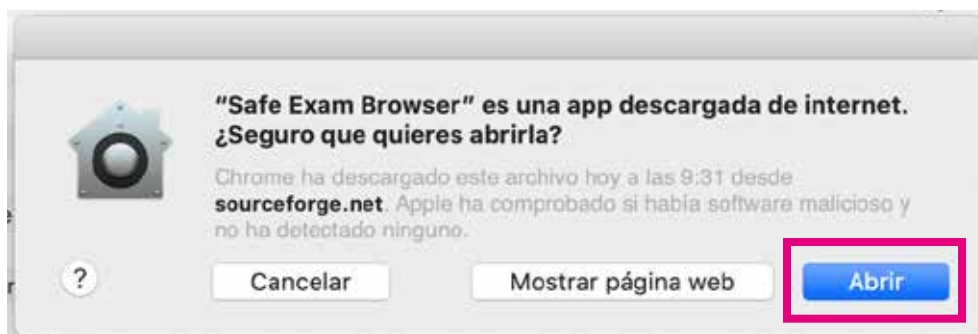 “Safe Exam Browser” es una app descargada de internet.
¿Seguro que quieres abrirla?
Chrome ha descargado este archivo hoy a las 9:31 desde
sourceforge.net. Apple ha comprobado si había software malicioso y
no ha detectado ninguno.
? Cancelar Mostrar página web Abrir